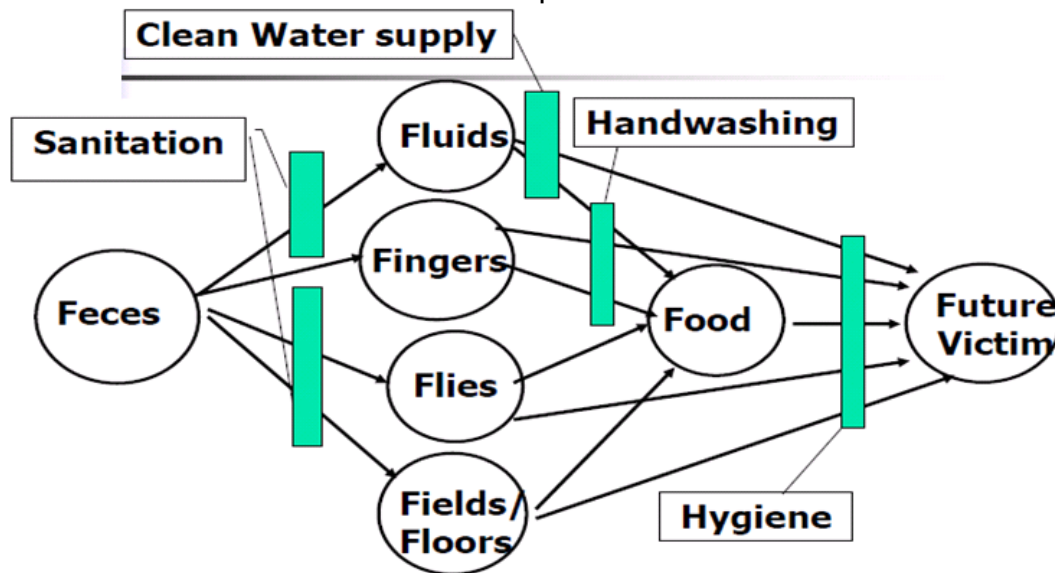 Clean Water supply
Sanitation
Fluids
Handwashing
Fingers
Feces
Food
Future
Victim
Flies
Fields/
Floors
Hygiene